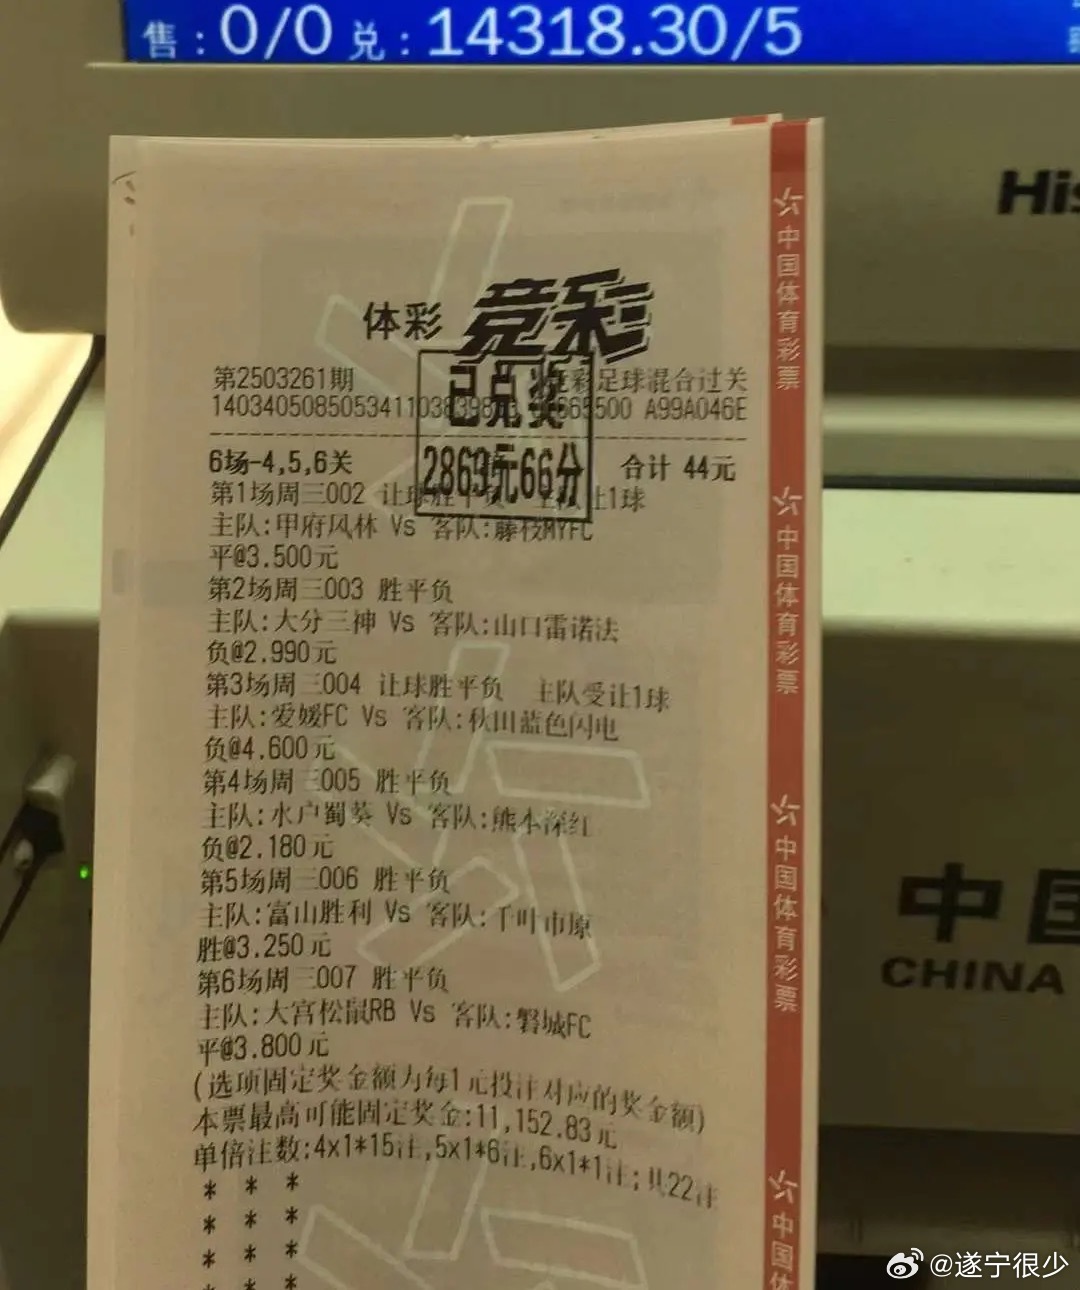 售：0/0 兑：14318.30/5
His
体彩 竞彩
第2503261期 竞彩足球混合过关
A99A046E
已兑奖
2863元66分
6场-4,5,6关 合计 44元
第1场周三002 让球胜平负 主队让1球
主队:甲府风林 Vs 客队:藤枝MYFC
平@3.500元
第2场周三003 胜平负
主队:大分三神 Vs 客队:山口雷诺法
负@2.990元
第3场周三004 让球胜平负 主队受让1球
主队:爱媛FC Vs 客队:秋田蓝色闪电
负@4.600元
第4场周三005 胜平负
主队:水户蜀葵 Vs 客队:熊本深红
负@2.180元
第5场周三006 胜平负
主队:富山胜利 Vs 客队:千叶市原
胜@3.250元
第6场周三007 胜平负
主队:大宫松鼠RB Vs 客队:磐城FC
平@3.800元
(选项固定奖金额为每1元投注对应的奖金额)
本票最高可能固定奖金:11,152.83元
单倍注数:4x1*15注,5x1*6注,6x1*1注;共22注
* * *
* * *
* * *
* * *
中国体育彩票
中国体育彩票
中国体育彩票
中国体
中国
CHINA
@遂宁很少